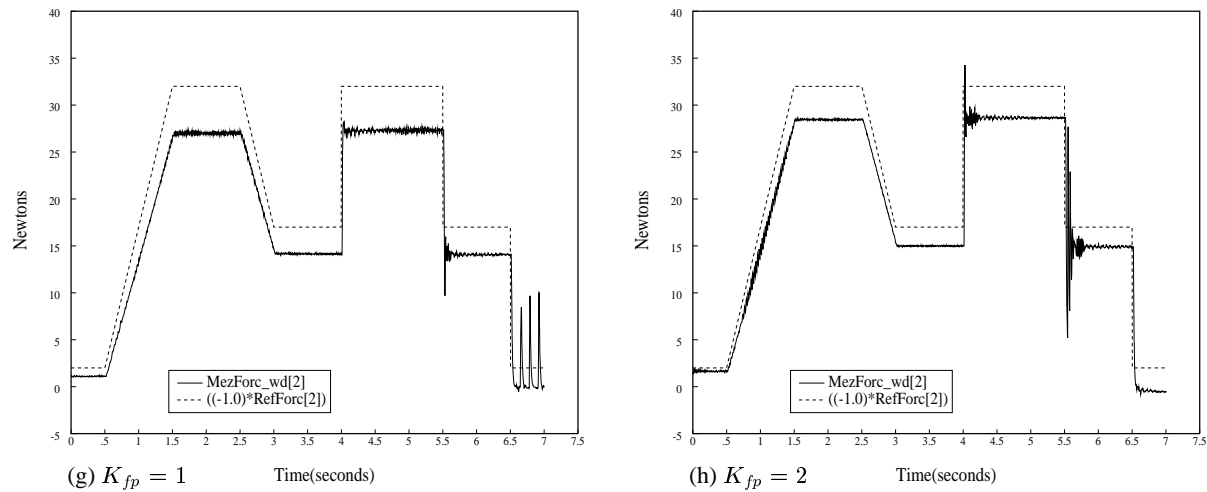 40
35
30
25
20
15
10
5
0
-5
Newtons
MezForc_wd[2]
((-1.0)*RefForc[2])
0 .5 1 1.5 2 2.5 3 3.5 4 4.5 5 5.5 6 6.5 7 7.5
(g) K_{fp} = 1 Time(seconds)
40
35
30
25
20
15
10
5
0
-5
Newtons
MezForc_wd[2]
((-1.0)*RefForc[2])
0 .5 1 1.5 2 2.5 3 3.5 4 4.5 5 5.5 6 6.5 7 7.5
(h) K_{fp} = 2 Time(seconds)